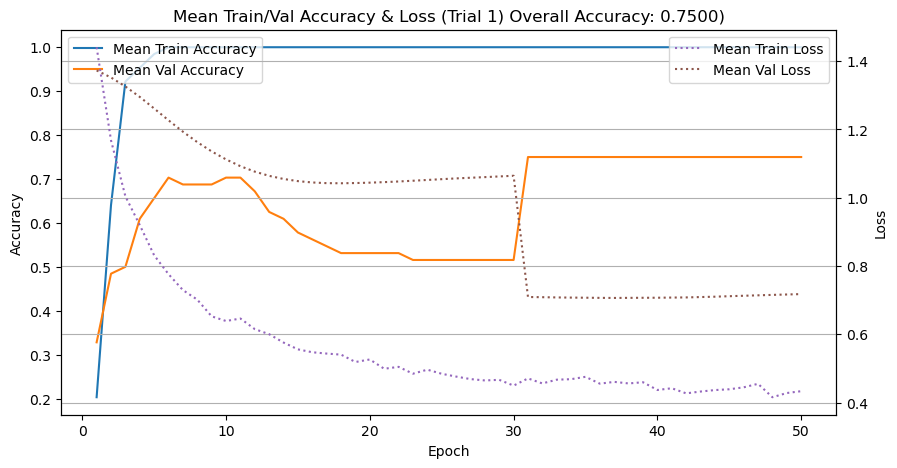 Mean Train/Val Accuracy & Loss (Trial 1) Overall Accuracy: 0.7500)
Mean Train Accuracy
Mean Val Accuracy
Mean Train Loss
Mean Val Loss
Accuracy
1.0
0.9
0.8
0.7
0.6
0.5
0.4
0.3
0.2
1.4
1.2
1.0
0.8
0.6
0.4
Loss
0
10
20
30
40
50
Epoch